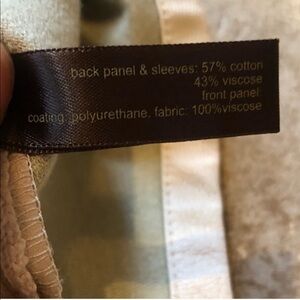 back panel & sleeves: 57% cotton
43% viscose
front panel:
coating: polyurethane, fabric: 100%viscose